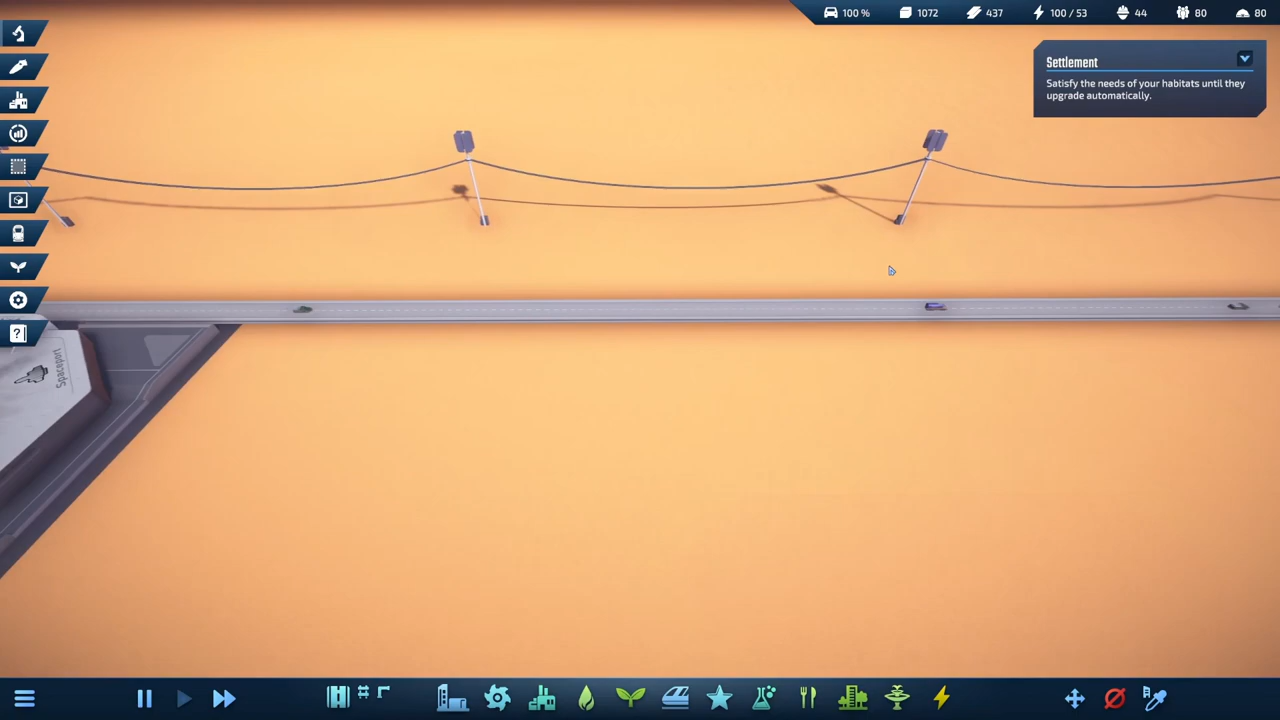 100 %
1072
437
100 / 53
44
80
80
Settlement
Satisfy the needs of your habitats until they
upgrade automatically.
Spaceport